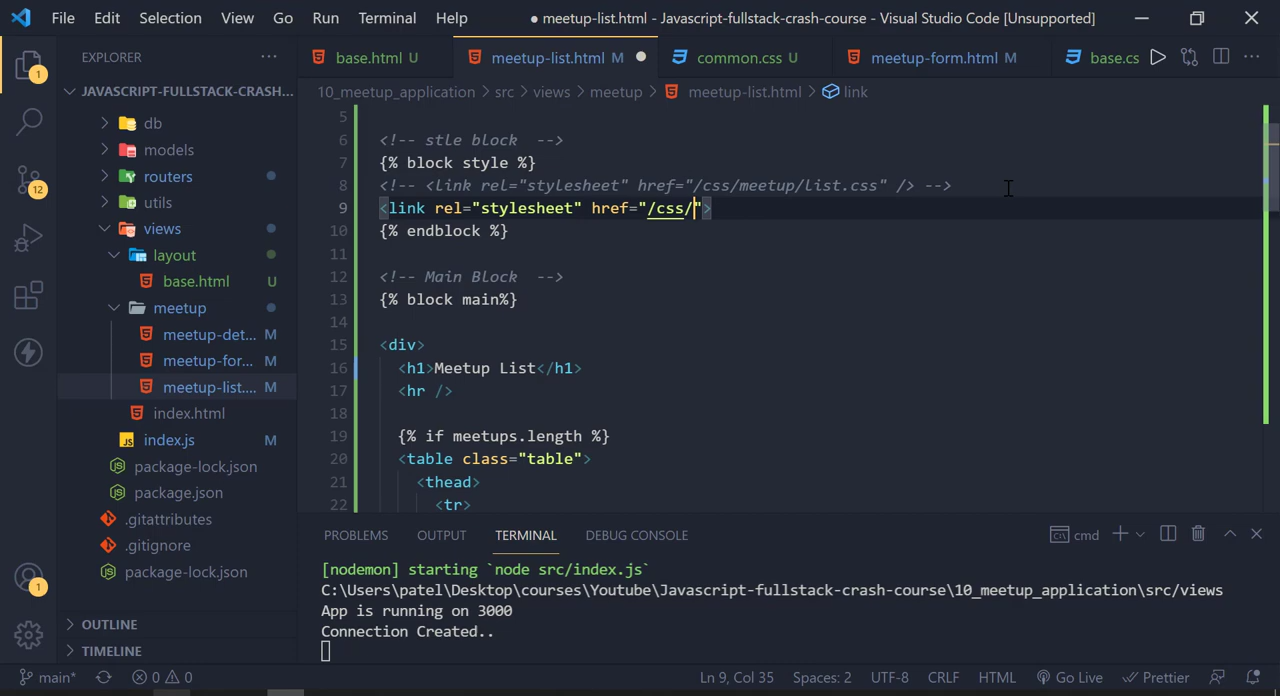 File Edit Selection View Go Run Terminal Help
● meetup-list.html - Javascript-fullstack-crash-course - Visual Studio Code [Unsupported]
EXPLORER
base.html U
meetup-list.html M
common.css U
meetup-form.html M
base.cs
JAVASCRIPT-FULLSTACK-CRASH...
10_meetup_application > src > views > meetup > meetup-list.html > link
db
models
routers
utils
views
layout
base.html U
meetup
meetup-det... M
meetup-for... M
meetup-list.... M
index.html
index.js M
package-lock.json
package.json
.gitattributes
.gitignore
package-lock.json
OUTLINE
TIMELINE
1
12
1
5
6 <!-- stle block  -->
7 {% block style %}
8 <!-- <link rel="stylesheet" href="/css/meetup/list.css" /> -->
9 <link rel="stylesheet" href="/css/">
10 {% endblock %}
11
12 <!-- Main Block  -->
13 {% block main%}
14
15 <div>
16 <h1>Meetup List</h1>
17 <hr />
18
19 {% if meetups.length %}
20 <table class="table">
21 <thead>
22 <tr>
PROBLEMS OUTPUT TERMINAL DEBUG CONSOLE
cmd
[nodemon] starting `node src/index.js`
C:\Users\patel\Desktop\courses\Youtube\Javascript-fullstack-crash-course\10_meetup_application\src/views
App is running on 3000
Connection Created..
main* 0 0 Ln 9, Col 35 Spaces: 2 UTF-8 CRLF HTML Go Live Prettier